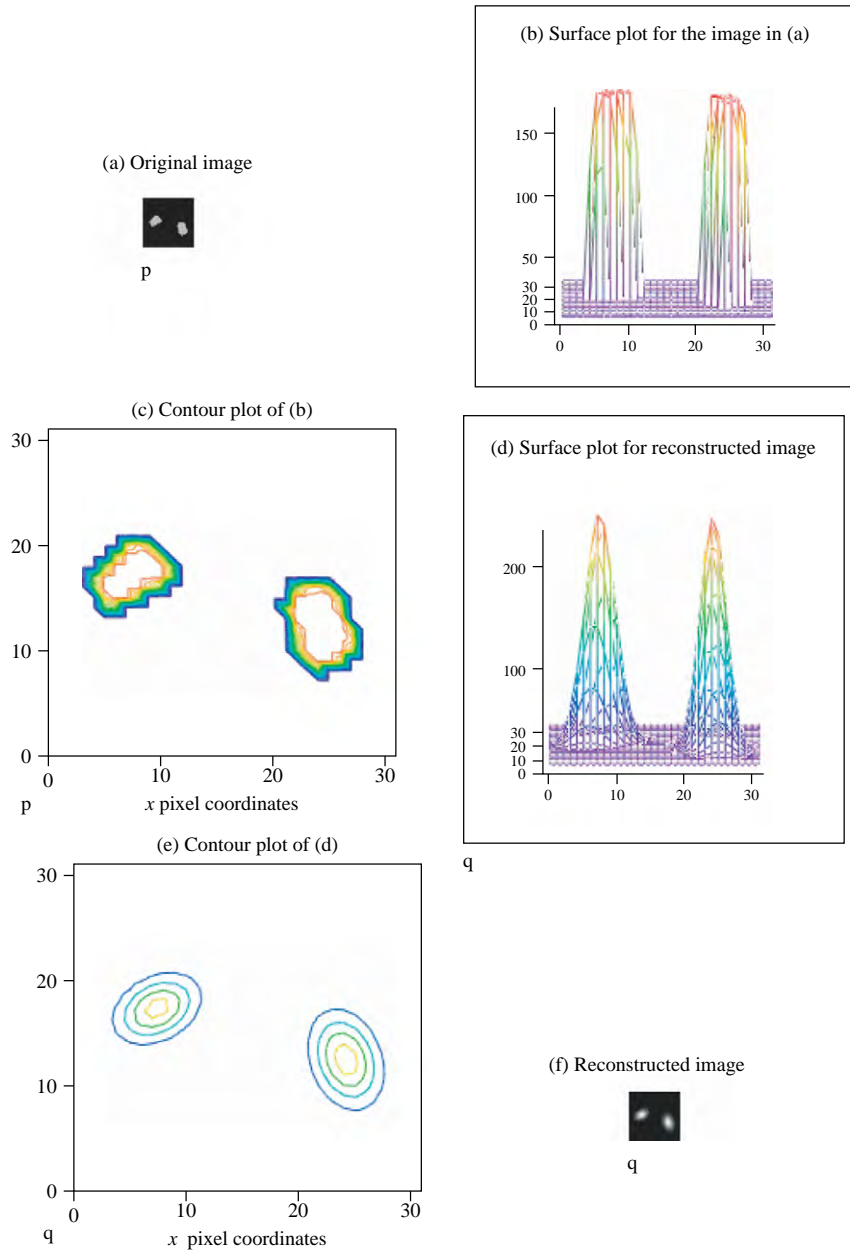 (a) Original image
p
(b) Surface plot for the image in (a)
150
100
50
30
20
10
0
0 10 20 30
(c) Contour plot of (b)
30
20
10
0
0 10 20 30
p
x pixel coordinates
(d) Surface plot for reconstructed image
200
100
30
20
10
0
0 10 20 30
q
(e) Contour plot of (d)
30
20
10
0
0 10 20 30
q
x pixel coordinates
(f) Reconstructed image
q